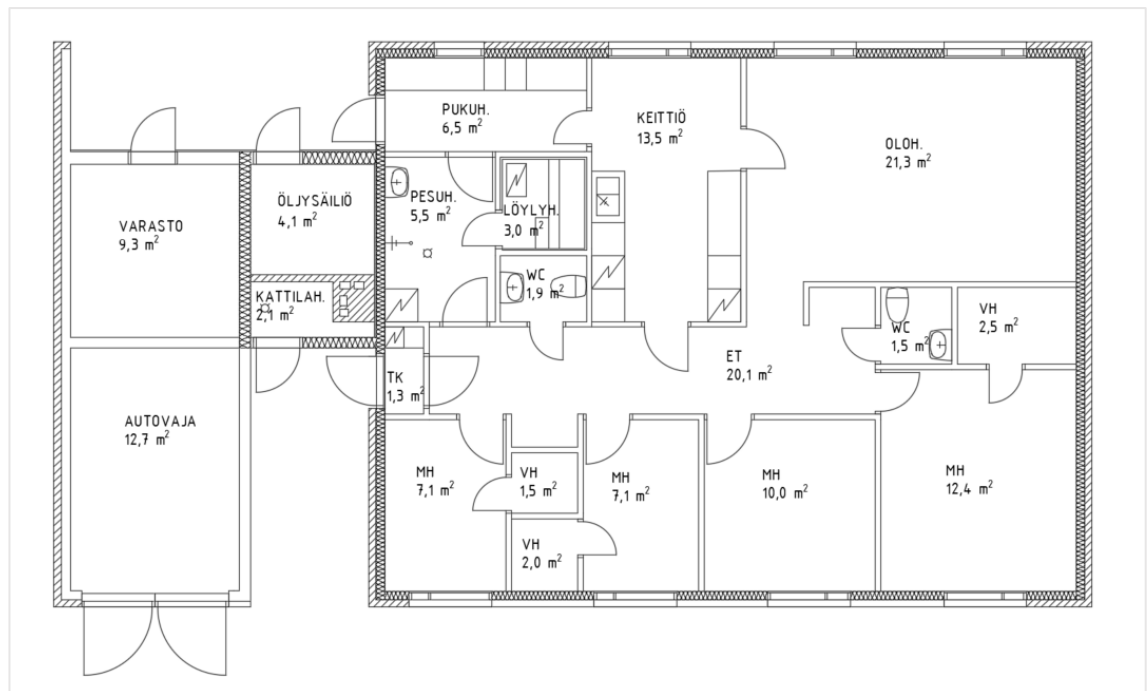 PUKUH.
6,5 m²
KEITTIÖ
13,5 m²
OLOH.
21,3 m²
VARASTO
9,3 m²
ÖLJYSÄILIÖ
4,1 m²
PESUH.
5,5 m²
LÖYLYH.
3,0 m²
WC
1,9 m²
KATTILAH.
2,1 m²
WC
1,5 m²
VH
2,5 m²
TK
1,3 m²
ET
20,1 m²
AUTOVAJA
12,7 m²
MH
7,1 m²
VH
1,5 m²
MH
7,1 m²
MH
10,0 m²
MH
12,4 m²
VH
2,0 m²